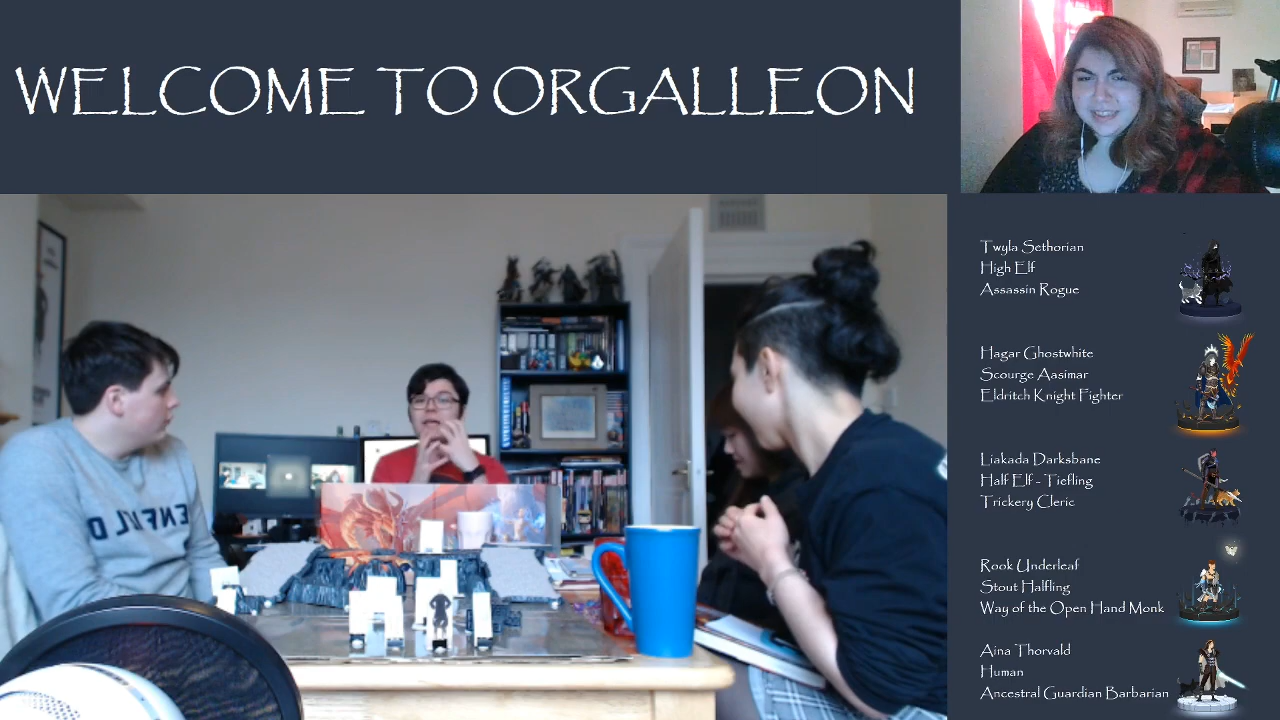 WELCOME TO ORGALLEON
Twyla Sethorian
High Elf
Assassin Rogue
Hagar Ghostwhite
Scourge Aasimar
Eldritch Knight Fighter
Liakada Darksbane
Half Elf - Tiefling
Trickery Cleric
Rook Underleaf
Stout Halfling
Way of the Open Hand Monk
Aina Thorvald
Human
Ancestral Guardian Barbarian